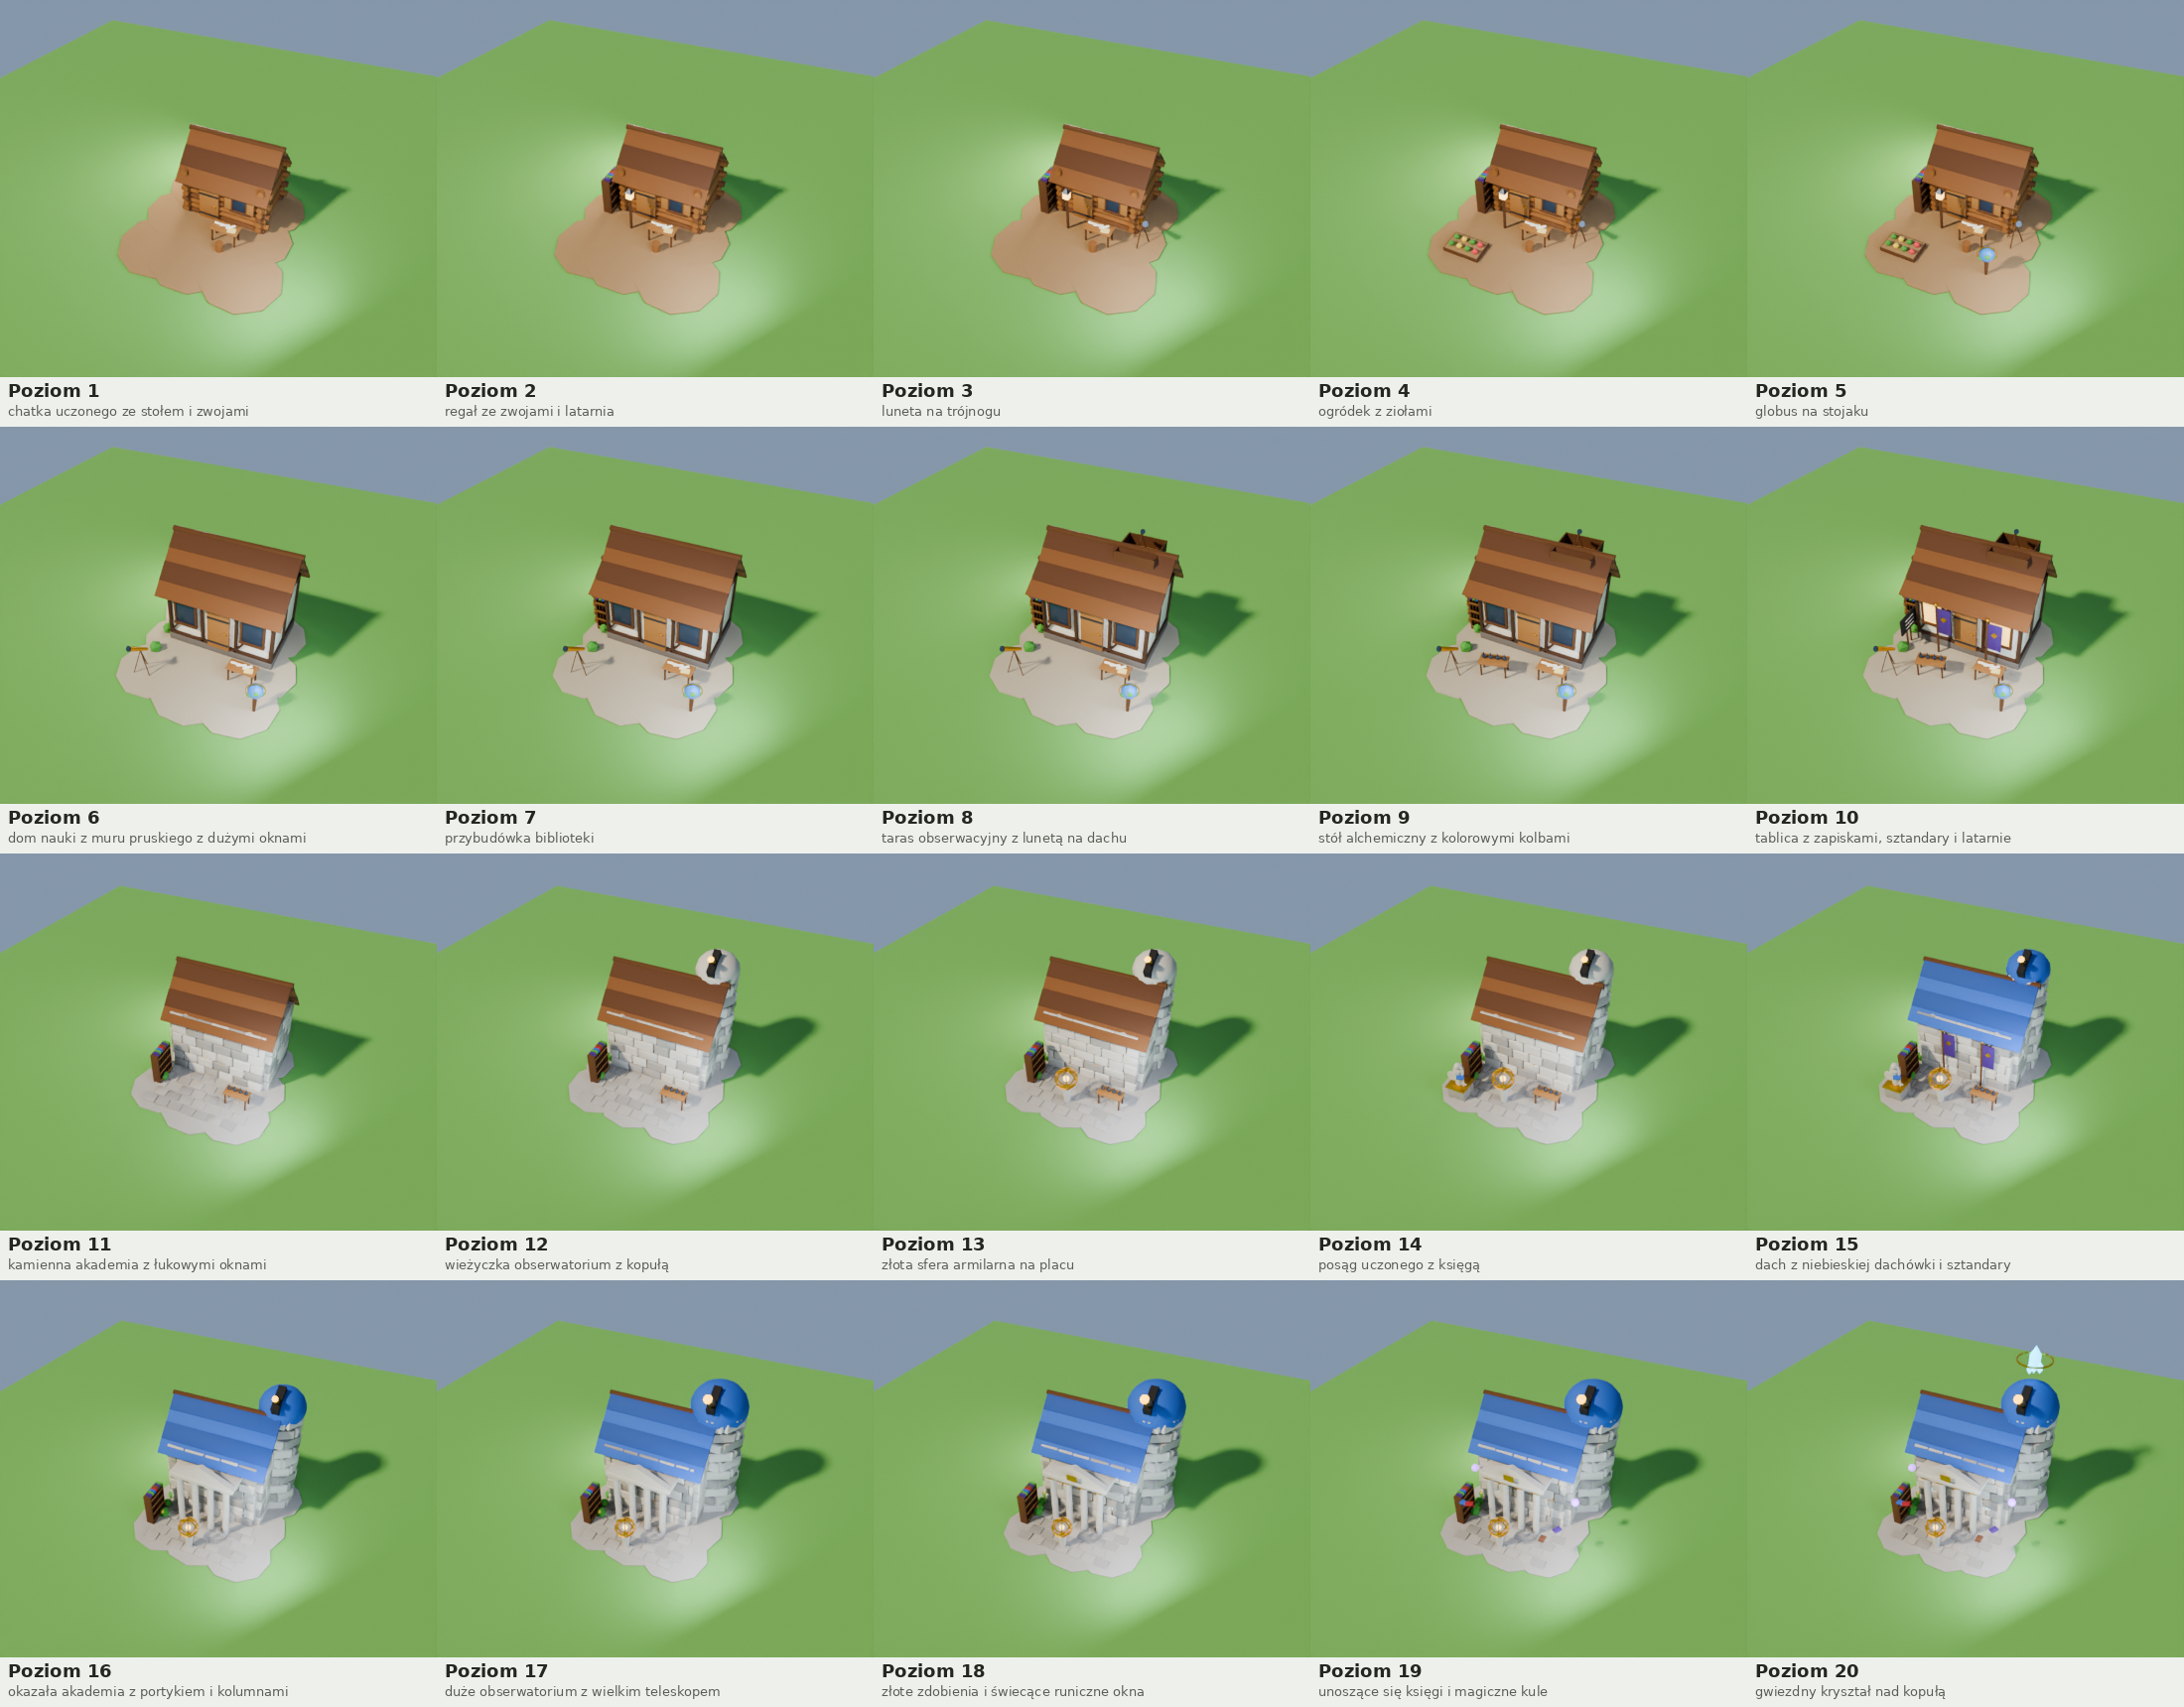 Poziom 1
chatka uczonego ze stołem i zwojami
Poziom 2
regał ze zwojami i latarnia
Poziom 3
luneta na trójnogu
Poziom 4
ogródek z ziołami
Poziom 5
globus na stojaku
Poziom 6
dom nauki z muru pruskiego z dużymi oknami
Poziom 7
przybudówka biblioteki
Poziom 8
taras obserwacyjny z lunetą na dachu
Poziom 9
stół alchemiczny z kolorowymi kolbami
Poziom 10
tablica z zapiskami, sztandary i latarnie
Poziom 11
kamienna akademia z łukowymi oknami
Poziom 12
wieżyczka obserwatorium z kopułą
Poziom 13
złota sfera armilarna na placu
Poziom 14
posąg uczonego z księgą
Poziom 15
dach z niebieskiej dachówki i sztandary
Poziom 16
okazała akademia z portykiem i kolumnami
Poziom 17
duże obserwatorium z wielkim teleskopem
Poziom 18
złote zdobienia i świecące runiczne okna
Poziom 19
unoszące się księgi i magiczne kule
Poziom 20
gwiezdny kryształ nad kopułą